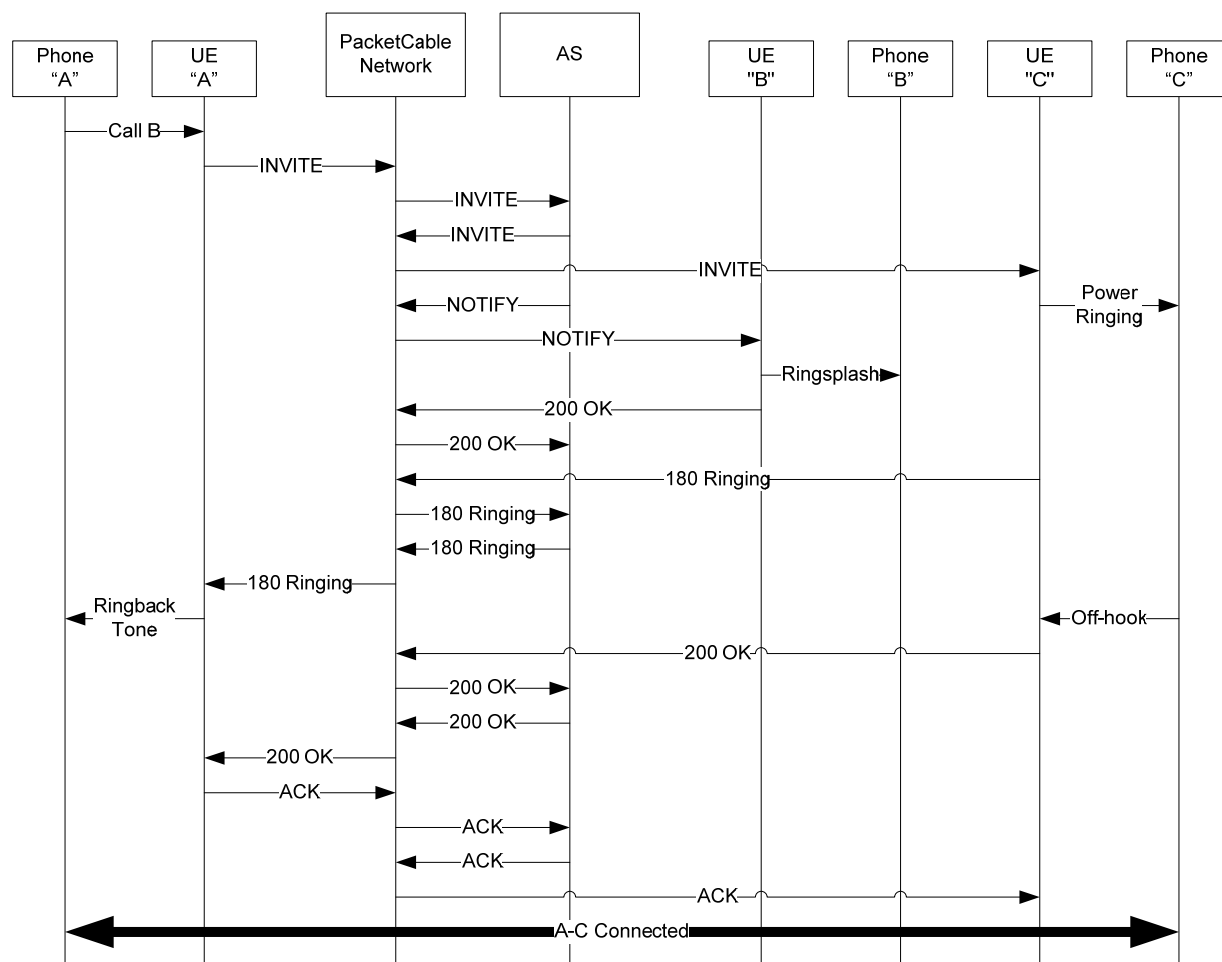 Phone
“A”
UE
“A”
PacketCable
Network
AS
UE
"B"
Phone
“B”
UE
"C"
Phone
“C”
Call B
INVITE
INVITE
INVITE
INVITE
NOTIFY
Power
Ringing
NOTIFY
Ringsplash
200 OK
200 OK
180 Ringing
180 Ringing
180 Ringing
180 Ringing
Ringback
Tone
Off-hook
200 OK
200 OK
200 OK
200 OK
ACK
ACK
ACK
ACK
A-C Connected